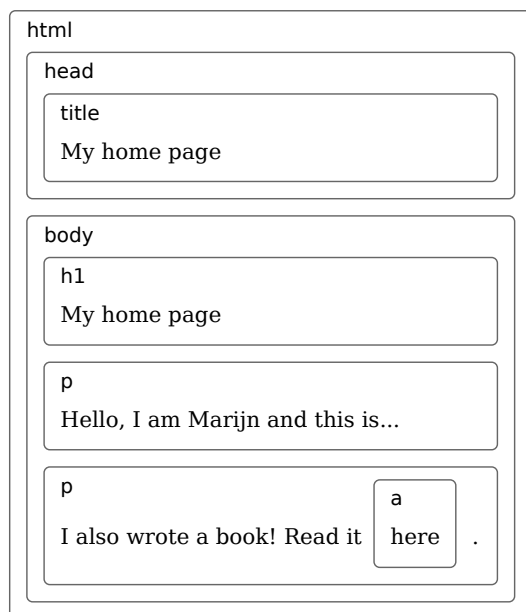 html
head
title
My home page
body
h1
My home page
p
Hello, I am Marijn and this is...
p
a
I also wrote a book! Read it here .